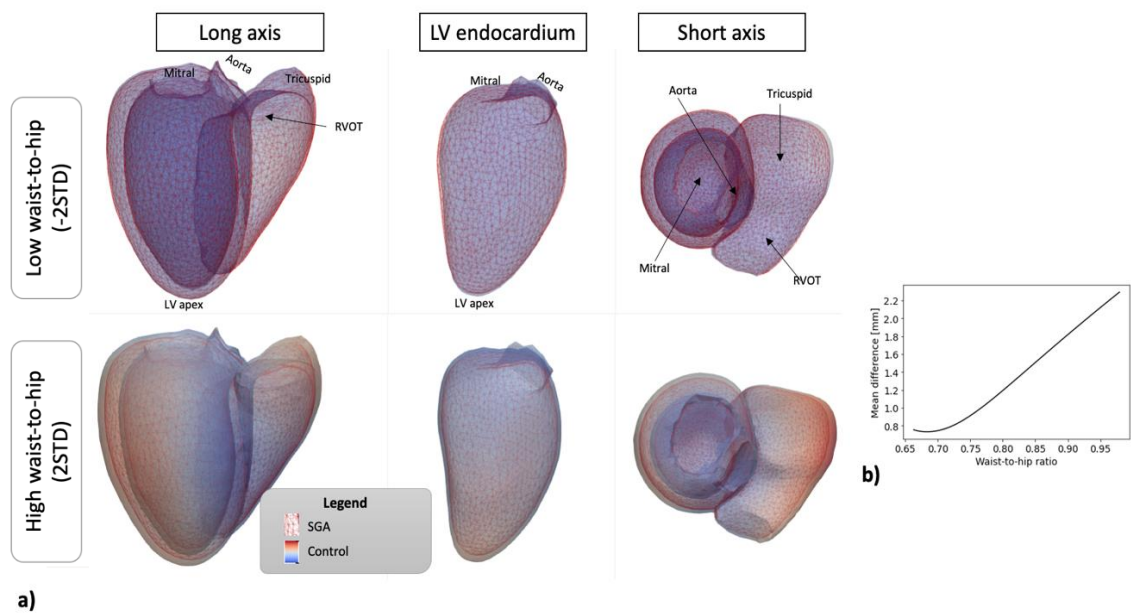 Long axis
LV endocardium
Short axis
Low waist-to-hip
(-2STD)
Mitral
Aorta
Tricuspid
RVOT
LV apex
Mitral
Aorta
LV apex
Aorta
Tricuspid
Mitral
RVOT
High waist-to-hip
(2STD)
Legend
SGA
Control
a)
Mean difference [mm]
2.2
2.0
1.8
1.6
1.4
1.2
1.0
0.8
0.65 0.70 0.75 0.80 0.85 0.90 0.95
Waist-to-hip ratio
b)